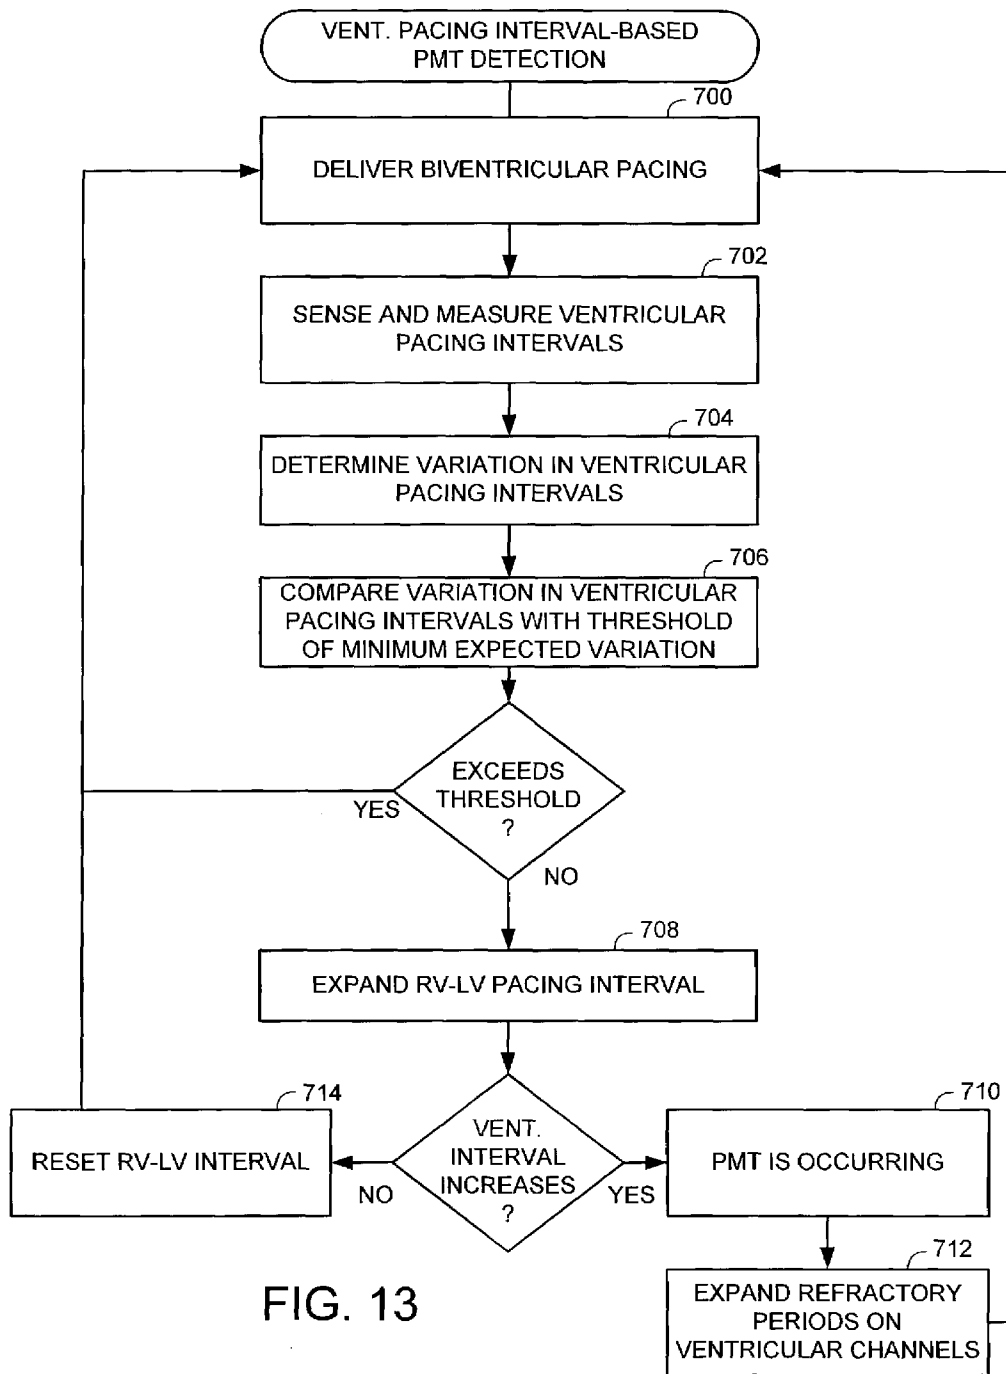 VENT. PACING INTERVAL-BASED
PMT DETECTION
700
DELIVER BIVENTRICULAR PACING
702
SENSE AND MEASURE VENTRICULAR
PACING INTERVALS
704
DETERMINE VARIATION IN VENTRICULAR
PACING INTERVALS
706
COMPARE VARIATION IN VENTRICULAR
PACING INTERVALS WITH THRESHOLD
OF MINIMUM EXPECTED VARIATION
EXCEEDS
THRESHOLD
?
YES
NO
708
EXPAND RV-LV PACING INTERVAL
714
RESET RV-LV INTERVAL
VENT.
INTERVAL
INCREASES
?
NO
YES
710
PMT IS OCCURRING
712
EXPAND REFRACTORY
PERIODS ON
VENTRICULAR CHANNELS
FIG. 13